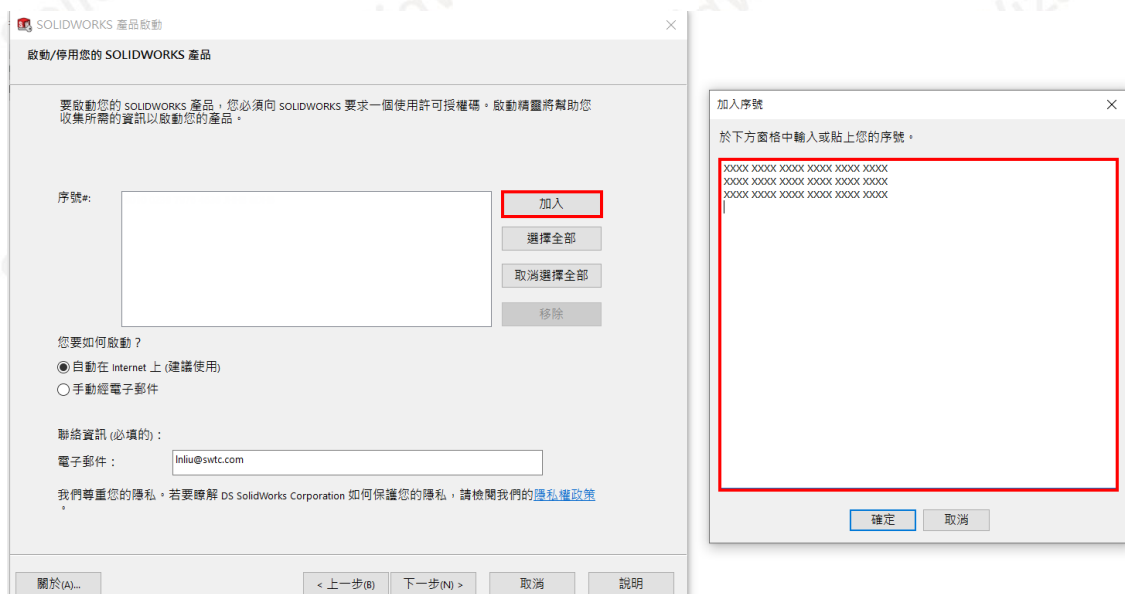 SOLIDWORKS 產品啟動
啟動/停用您的 SOLIDWORKS 產品
要啟動您的 SOLIDWORKS 產品，您必須向 SOLIDWORKS 要求一個使用許可授權碼。啟動精靈將幫助您
收集所需的資訊以啟動您的產品。
序號#:
加入
選擇全部
取消選擇全部
移除
您要如何啟動？
自動在 Internet 上 (建議使用)
手動經電子郵件
聯絡資訊 (必填的)：
電子郵件：
lnliu@swtc.com
我們尊重您的隱私。若要瞭解 DS SolidWorks Corporation 如何保護您的隱私，請檢閱我們的隱私權政策
。
關於(A)...
< 上一步(B)
下一步(N) >
取消
說明
加入序號
於下方窗格中輸入或貼上您的序號。
XXXX XXXX XXXX XXXX XXXX XXXX
XXXX XXXX XXXX XXXX XXXX XXXX
XXXX XXXX XXXX XXXX XXXX XXXX
確定
取消